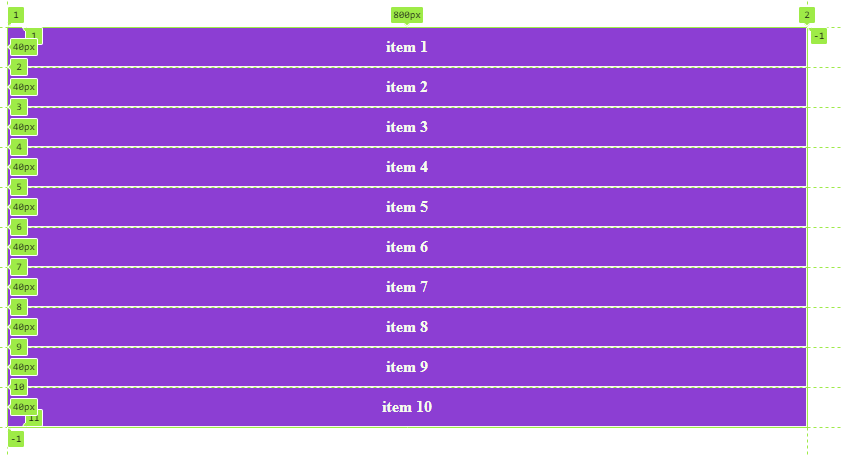 1 800px 2
1 -1
40px item 1
2
40px item 2
3
40px item 3
4
40px item 4
5
40px item 5
6
40px item 6
7
40px item 7
8
40px item 8
9
40px item 9
10
40px item 10
11
-1